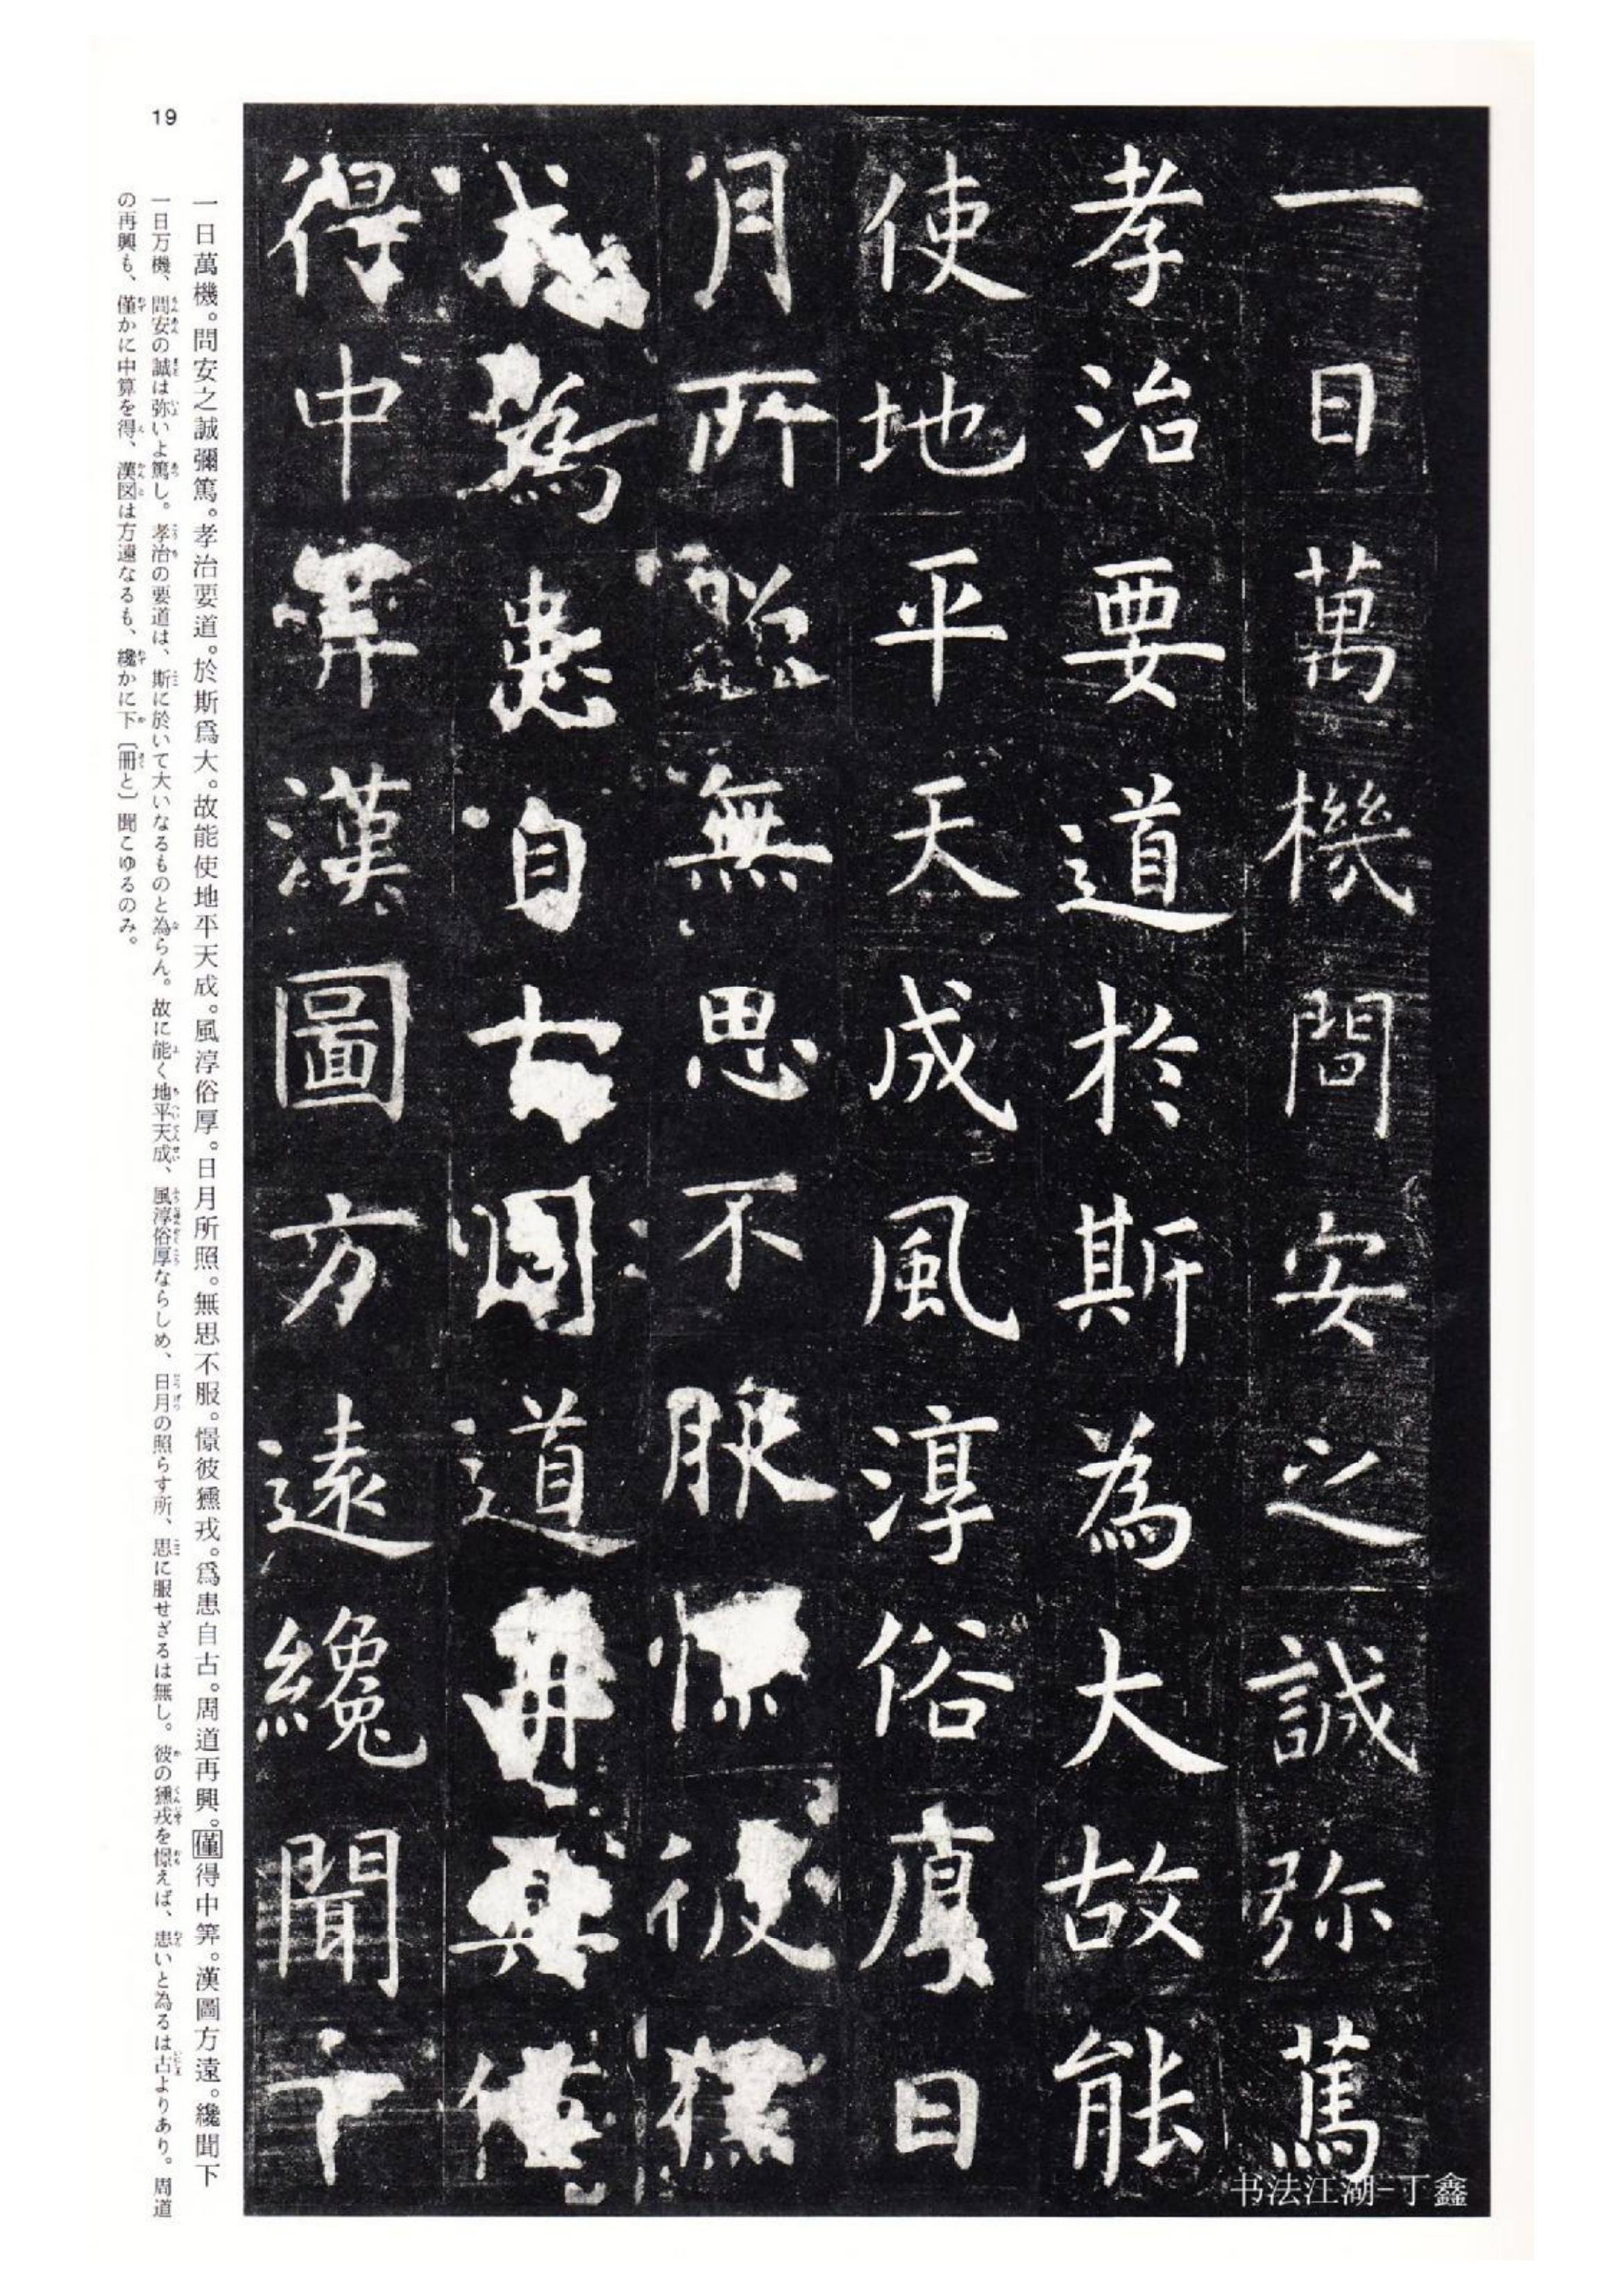 一日萬機問安之誠弥篤
孝治要道於斯為大故能
使地平天成風淳俗厚日
月所照無思不服憬彼獯
戎為患自古周道再興僅
得中筭漢圖方遠纔聞下
一日萬機。問安之誠彌篤。孝治要道。於斯爲大。故能使地平天成。風淳俗厚。日月所照。無思不服。憬彼獯戎。爲患自古。周道再興。僅得中筭。漢圖方遠。纔聞下
一日万機、問安の誠は弥いよ篤し。孝治の要道は、斯に於いて大いなるものと為らん。故に能く地平天成、風淳俗厚ならしめ、日月の照らす所、思に服せざるは無し。彼の獯戎を憬えば、患いと為るは古よりあり。周道
の再興も、僅かに中算を得、漢図は方遠なるも、纔かに下〔冊と〕聞こゆるのみ。
19
书法江湖-丁鑫